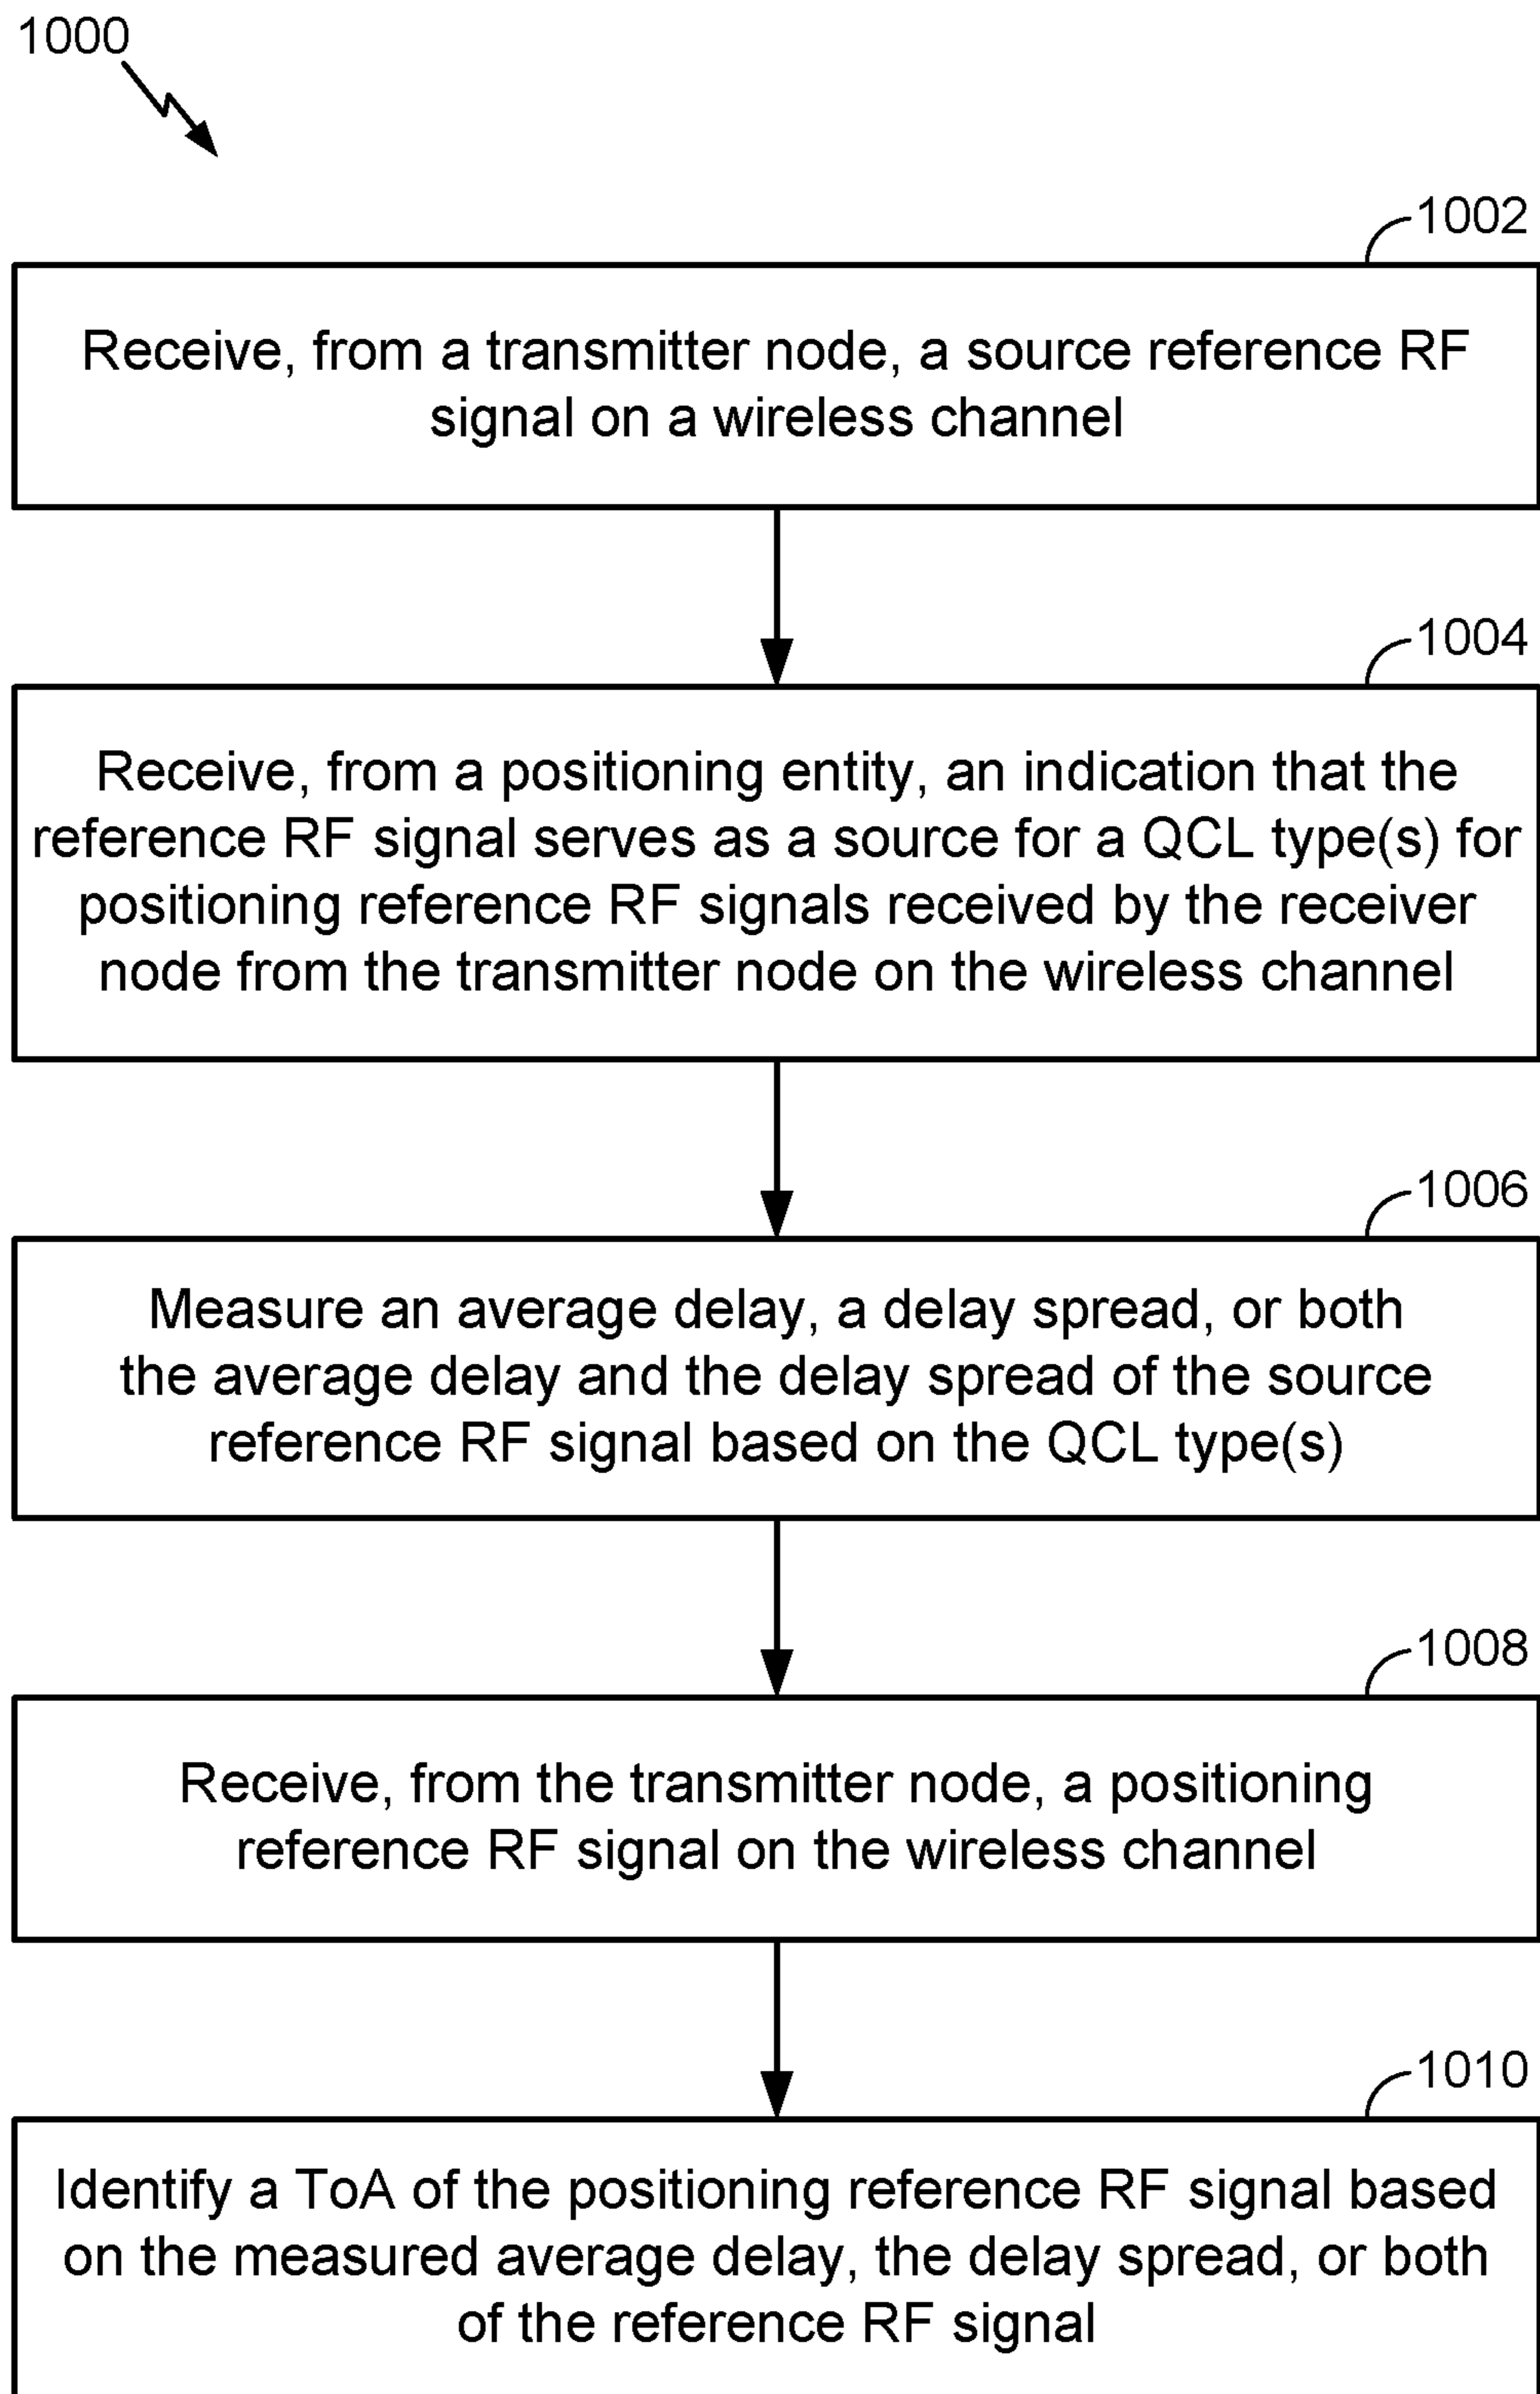 1000
1002
Receive, from a transmitter node, a source reference RF
signal on a wireless channel
1004
Receive, from a positioning entity, an indication that the
reference RF signal serves as a source for a QCL type(s) for
positioning reference RF signals received by the receiver
node from the transmitter node on the wireless channel
1006
Measure an average delay, a delay spread, or both
the average delay and the delay spread of the source
reference RF signal based on the QCL type(s)
1008
Receive, from the transmitter node, a positioning
reference RF signal on the wireless channel
1010
Identify a ToA of the positioning reference RF signal based
on the measured average delay, the delay spread, or both
of the reference RF signal